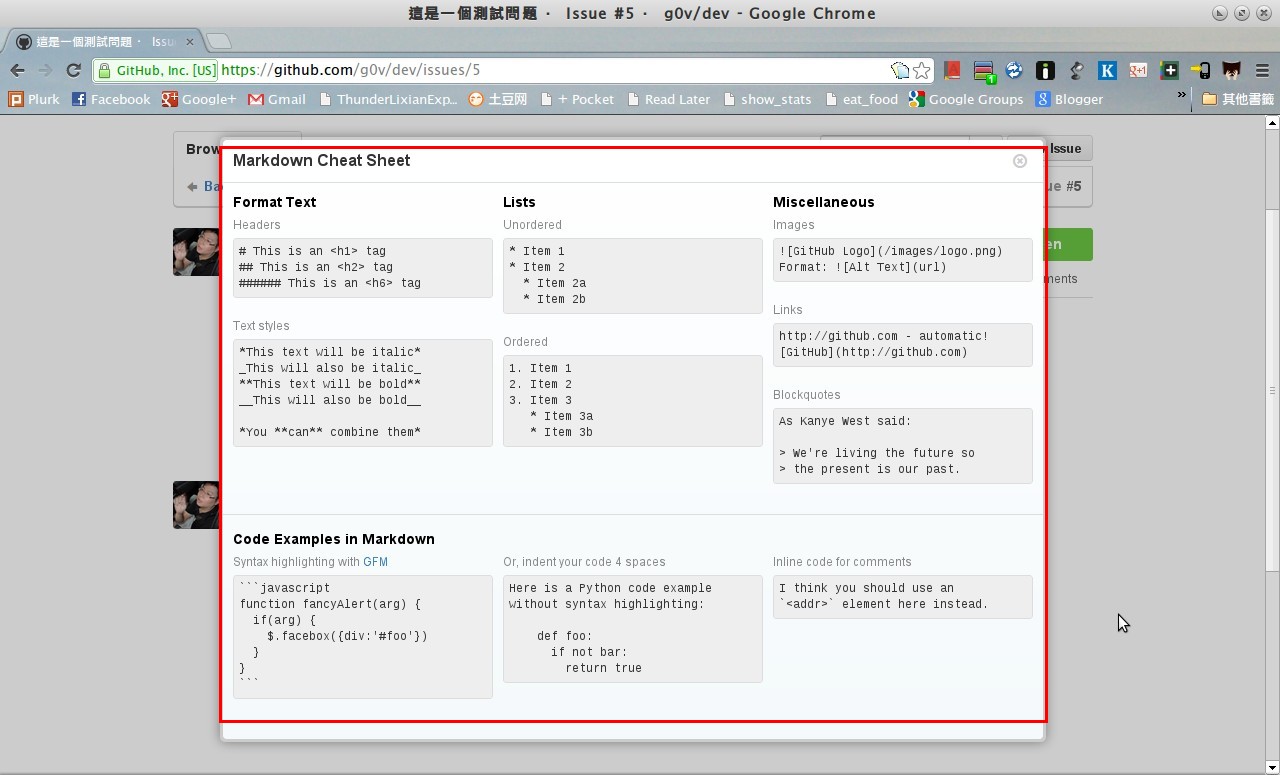 這是一個測試問題 · Issue #5 · g0v/dev - Google Chrome
這是一個測試問題 · Issu
GitHub, Inc. [US] https://github.com/g0v/dev/issues/5
Plurk Facebook Google+ Gmail ThunderLixianExp... 土豆网 + Pocket Read Later show_stats eat_food Google Groups Blogger » 其他書籤
Brow
Issue
Ba
ue #5
en
ments
Markdown Cheat Sheet
Format Text
Headers
# This is an <h1> tag
## This is an <h2> tag
###### This is an <h6> tag
Text styles
*This text will be italic*
_This will also be italic_
**This text will be bold**
__This will also be bold__
*You **can** combine them*
Lists
Unordered
* Item 1
* Item 2
  * Item 2a
  * Item 2b
Ordered
1. Item 1
2. Item 2
3. Item 3
   * Item 3a
   * Item 3b
Miscellaneous
Images
![GitHub Logo](/images/logo.png)
Format: ![Alt Text](url)
Links
http://github.com - automatic!
[GitHub](http://github.com)
Blockquotes
As Kanye West said:
> We're living the future so
> the present is our past.
Code Examples in Markdown
Syntax highlighting with GFM
```javascript
function fancyAlert(arg) {
  if(arg) {
    $.facebox({div:'#foo'})
  }
}
```
Or, indent your code 4 spaces
Here is a Python code example
without syntax highlighting:
    def foo:
      if not bar:
        return true
Inline code for comments
I think you should use an
`<addr>` element here instead.